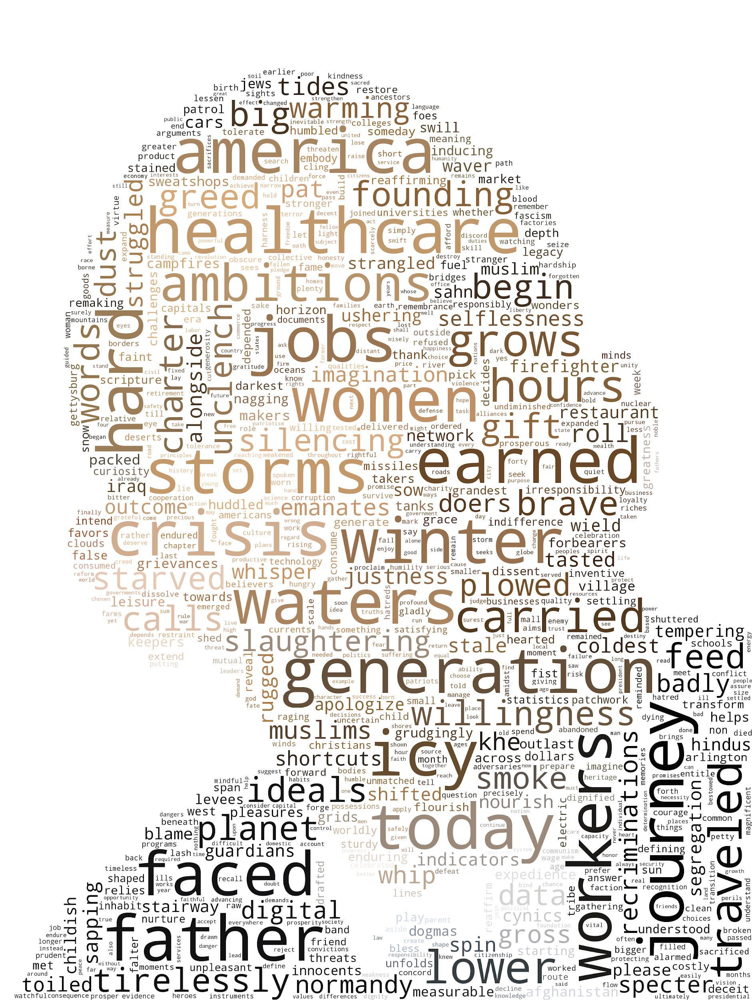 soil earlier poor kindness
birth jews tides sacred restore
great sights strengthen ancestors
lessen effect changed language
patrol big warming foes
public end cars inevitable strength colleges swill
arguments tolerate humbled united someday meaning
greater sacrifices america threaten lose short inducing
product search embody raise service humanity
stained cling waver path
economy interests demanded children force citizens remains market
still sweatshops achieve narrow build reaffirming like
struggled greed held pat even pass founding blood
virtue turn stronger remember
measure generations terror decent joined universities whether fascism
dust healthcare harness freedom fellow act factories
effort expand powerful let light subject scarcely simply afford discord depth
oath swift duties skill watching seize
standing came revolution collective honesty destroy legacy
race campfires obscure fallen fame move strangled fuel stranger hardship
borne sees pledge muslim
goods challenges ambitions ground homes plenty years whose bridges office sahn begin forgotten
remaking hard capitals sake families earth believe remembrance responsibly liberty wonders
surely era unclench depended horizon ushering well selflessness
woman mountains eyes documents
words charter labor commerce progress jobs respect lost shall outside
borders alongside generosity states ask wisely refused grows
guided faint country use former distant thank happiness choice nations dark yes minds
gettysburg stand civil fixed cut gratitude firm oceans qualities price river decides firefighter unity
scripture lay know imagination pick hours week
retirement future darkest rights women part violence advance bold
safety nagging next hope undiminished confidence nuclear
relative till new makers defense task alliances restaurant
four eye take free role patriotism willing tested delivered might ordered gift expanded pursue less
snow began deserts tolerance silencing cost network state roll greatness noble
road principles reaching weakened throughout rightful understanding every prosperous ready wealth
packed storms carry earned fathers
curiosity history break set spoken missiles roads city forty fair quiet
already young worn takers seek purpose
iraq lie hand promise sow charity grandest irresponsibility business
bitter cooperation science corruption survive ways
outcome action huddled much emanates tanks doers brave loyalty riches
finally grateful come precious may americans government day taken
intend crisis fought wrong work generate mark grace indifference wield
favors rather endured culture regard consume winter say storm change celebration
clouds deserve chapter face plans rising fail alone remain seeks globe forbearers
false last enjoy good side peoples spirit
consumed creed grievances productive technology proclaim humility serious cause tasted life
reform starved whisper gather justness smaller dissent served inventive
world believers hungry plowed protect village
governments dissolve towards waters hatreds resources
chosen leisure emerged give scale soon profound judge businesses quality settling
farms calls sum rule idea truths gladly carried power
yet war live high run surest full mall enemy see based shuttered
depends restraint currents hands something satisfying aims trust tempering
keepers shed slaughtering fear return just hearted remained destiny schools energy
threat stale local moment coldest
extend mutual needed politics suffering equal failure long feed
putting rugged reveal generation ability find saw read
leaders example patriots choose fist risk president meet conflict
demand told amidst giving badly people assure
god character success born manage ago reminded size
fate apologize small leave statistics patchwork hatred ill settled
raging decisions uncertain child willingness place look dying bad transform
muslims shores grudgingly old spend abandoned man helps
winds christians icy shown ages khe outlast workers recriminations journey done non died
shortcuts hour source across dollars brings hindus
suggest forward bodies faith month together adversaries now prepare imagine memories arlington
mindful help habits humble unmatched tell reach smoke heritage promises can entitle
span ideals one shifted question precisely must traveled
levees consider capital forge possessions apply flourish nourish dignified forth bestowed
dangers west pleasures grids men today nation electric determination necessity segregation magnificent
beneath planet control worldly safely continue individual courage common
blame upon given care never places things
programs nothing difficult domestic account sturdy will american system capacity heart petty
back lash time guardians interest enduring communism defining
timeless required faced drafted celebrated indicators wage make honor always security
shaped ills recall better whip defeat age prefer sun growth
relies works year doubt expedience answer real transition
opportunity faithful advancing demands lines bind chance faction recognition land perils
inhabit stairway raw digital reaffirm data tribe gathering friends clean understand
childish sapping true nurture play parent join political cynics choices
job father accept everywhere prosperity society aside dogmas foundation vital understood broken
endure drawn band law create gross often many passed
longer danger friend bless shape spin bigger filled
instead also services reject convictions responsibility knew citizenship starting protecting alarmed sacrificed
prudent without falter lead threats unfolds lower
met peace far way moments unpleasant define innocents weakness concord worked please costly
around route easily months
toiled tirelessly normandy measurable decline said flow specter vision deceit
watchful consequence prosper evidence heroes instruments values differences dignity knowledge afghanistan ultimately presidential